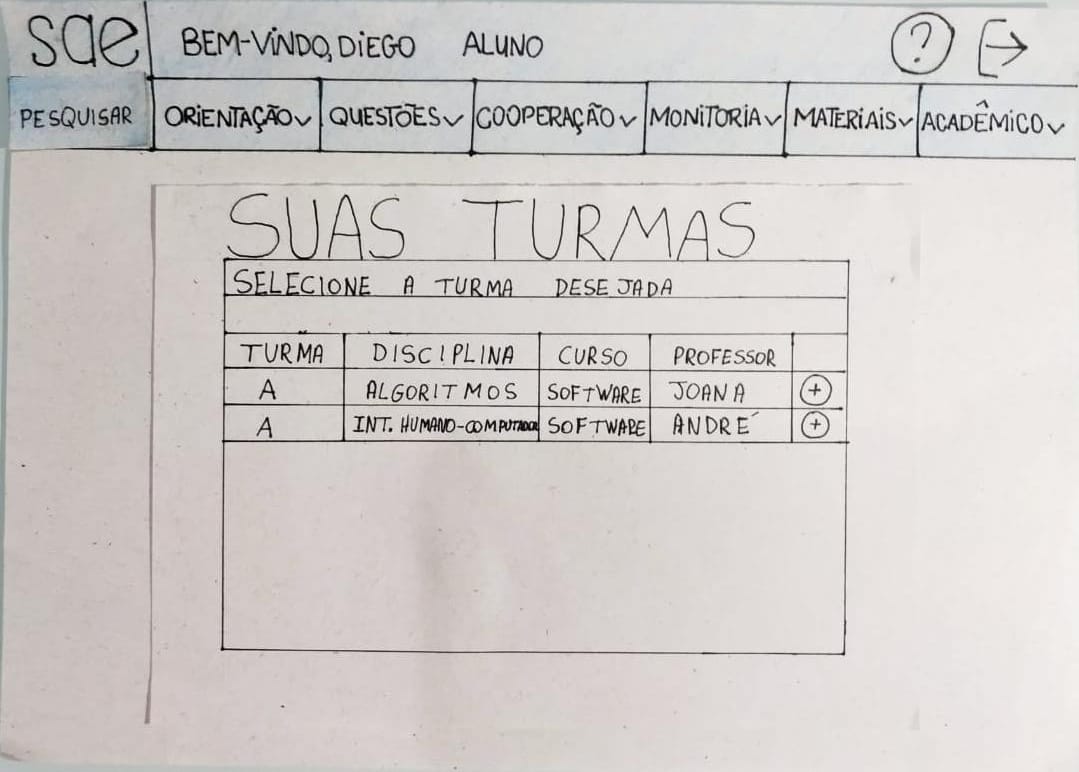 sae BEM-VINDO, DIEGO ALUNO ?
PESQUISAR ORIENTAÇÃO QUESTÕES COOPERAÇÃO MONITORIA MATERIAIS ACADÊMICO
SUAS TURMAS
SELECIONE A TURMA DESEJADA
TURMA DISCIPLINA CURSO PROFESSOR
A ALGORITMOS SOFTWARE JOANA +
A INT. HUMANO-COMPUTADOR SOFTWARE ANDRÉ +